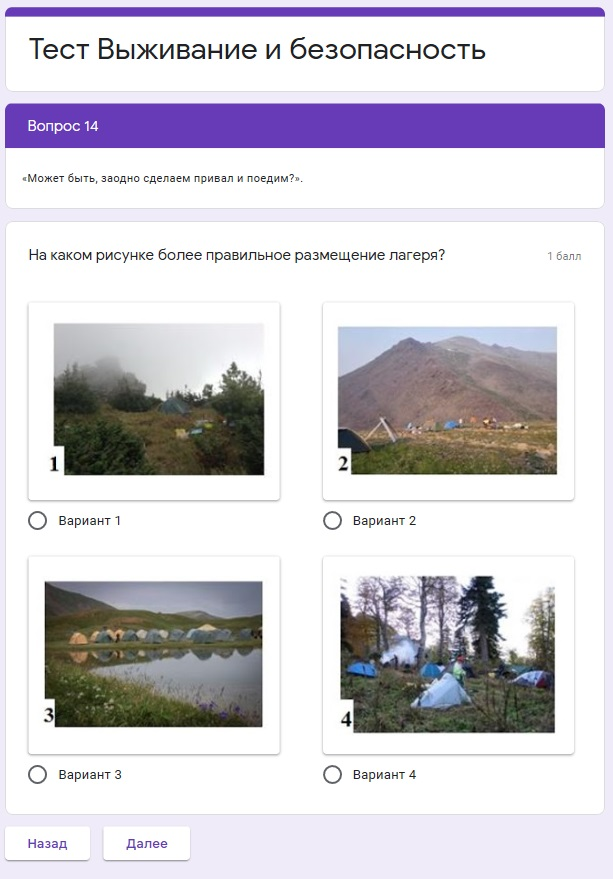 Тест Выживание и безопасность
Вопрос 14
«Может быть, заодно сделаем привал и поедим?».
На каком рисунке более правильное размещение лагеря?
1 балл
1
2
Вариант 1
Вариант 2
3
4
Вариант 3
Вариант 4
Назад
Далее